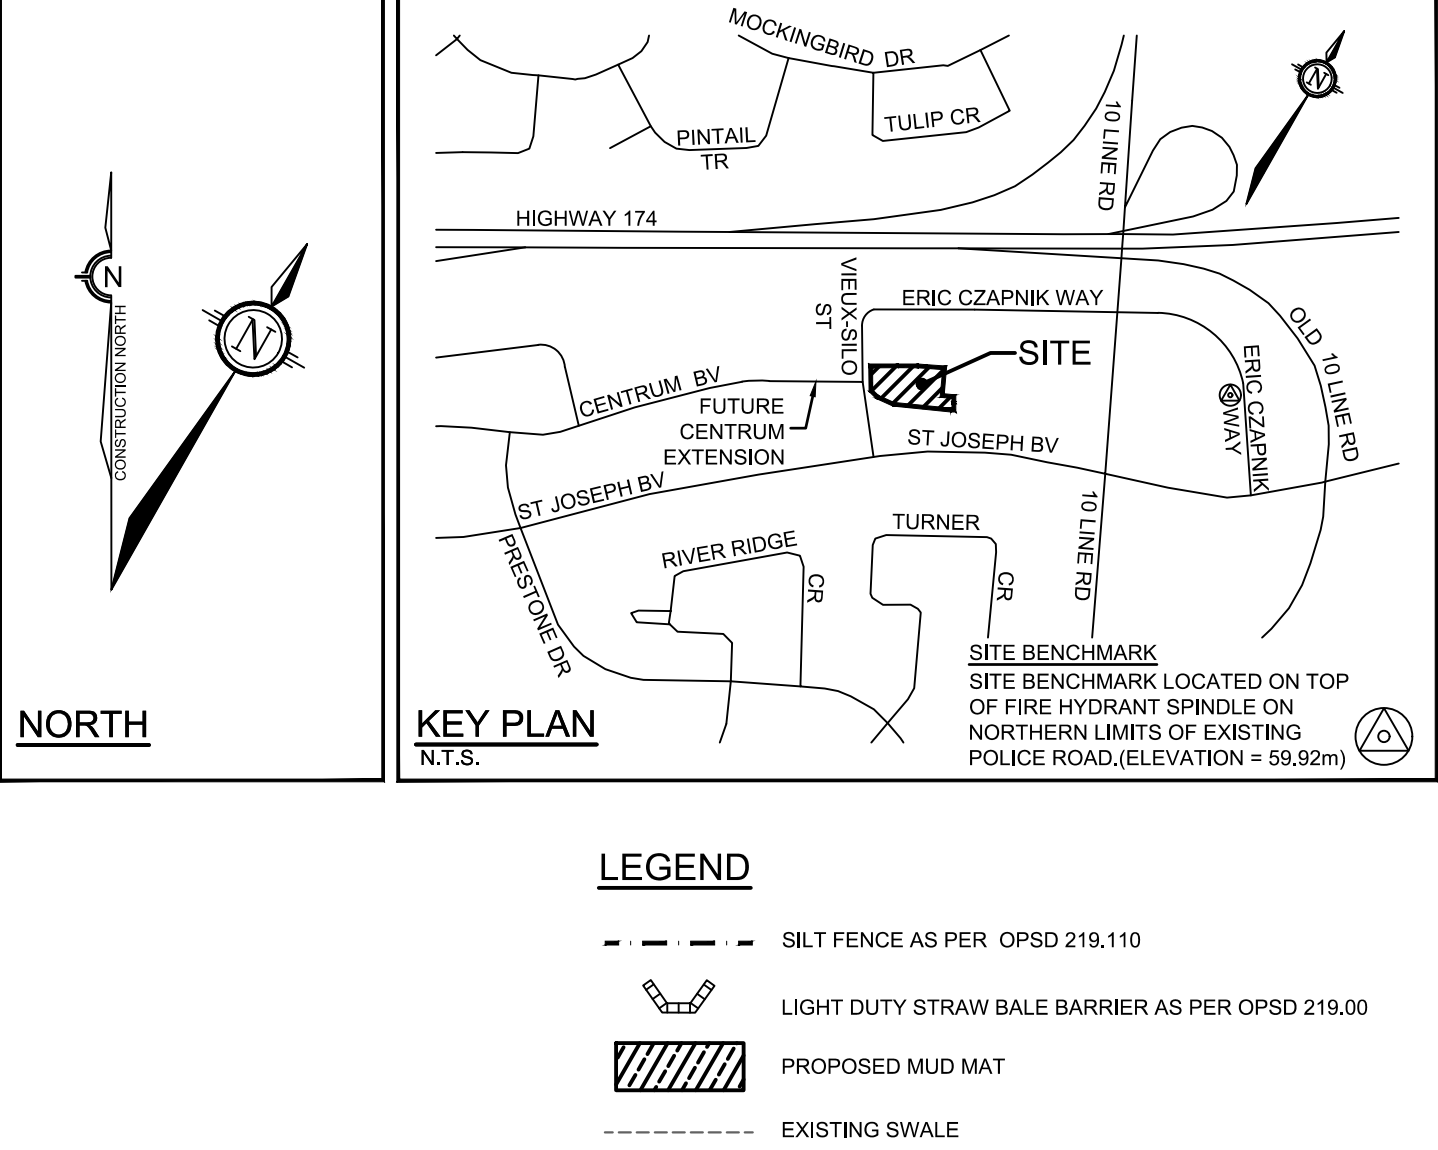 N
CONSTRUCTION NORTH
N
NORTH
MOCKINGBIRD DR
N
PINTAIL
TR
TULIP CR
10 LINE RD
HIGHWAY 174
VIEUX-SILO
ST
ERIC CZAPNIK WAY
OLD 10 LINE RD
SITE
ERIC CZAPNIK
WAY
CENTRUM BV
FUTURE
CENTRUM
EXTENSION
ST JOSEPH BV
ST JOSEPH BV
10 LINE RD
PRESTONE DR
RIVER RIDGE
CR
TURNER
CR
SITE BENCHMARK
SITE BENCHMARK LOCATED ON TOP
OF FIRE HYDRANT SPINDLE ON
NORTHERN LIMITS OF EXISTING
POLICE ROAD.(ELEVATION = 59.92m)
KEY PLAN
N.T.S.
LEGEND
SILT FENCE AS PER OPSD 219.110
LIGHT DUTY STRAW BALE BARRIER AS PER OPSD 219.00
PROPOSED MUD MAT
EXISTING SWALE